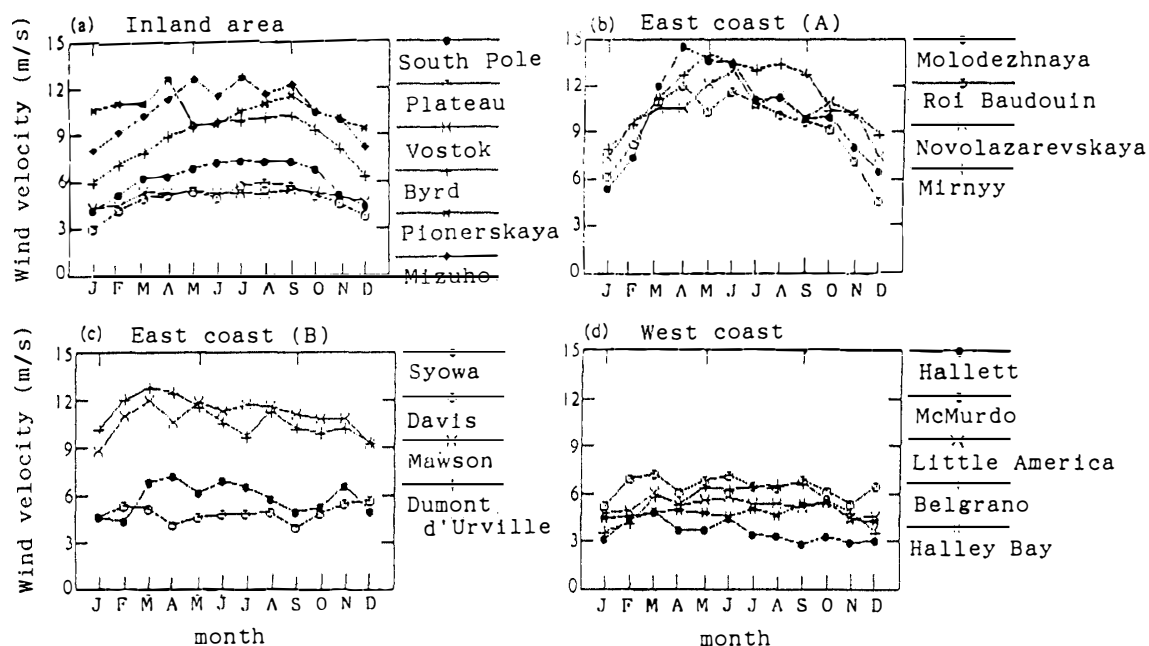 (a) Inland area
Wind velocity (m/s)
15
12
9
6
3
0
J F M A M J J A S O N D
South Pole
Plateau
Vostok
Byrd
Pionerskaya
Mizuho
(b) East coast (A)
15
12
9
6
3
0
J F M A M J J A S O N D
Molodezhnaya
Roi Baudouin
Novolazarevskaya
Mirnyy
(c) East coast (B)
Wind velocity (m/s)
15
12
9
6
3
0
J F M A M J J A S O N D
month
Syowa
Davis
Mawson
Dumont
d'Urville
(d) West coast
15
12
9
6
3
0
J F M A M J J A S O N D
month
Hallett
McMurdo
Little America
Belgrano
Halley Bay